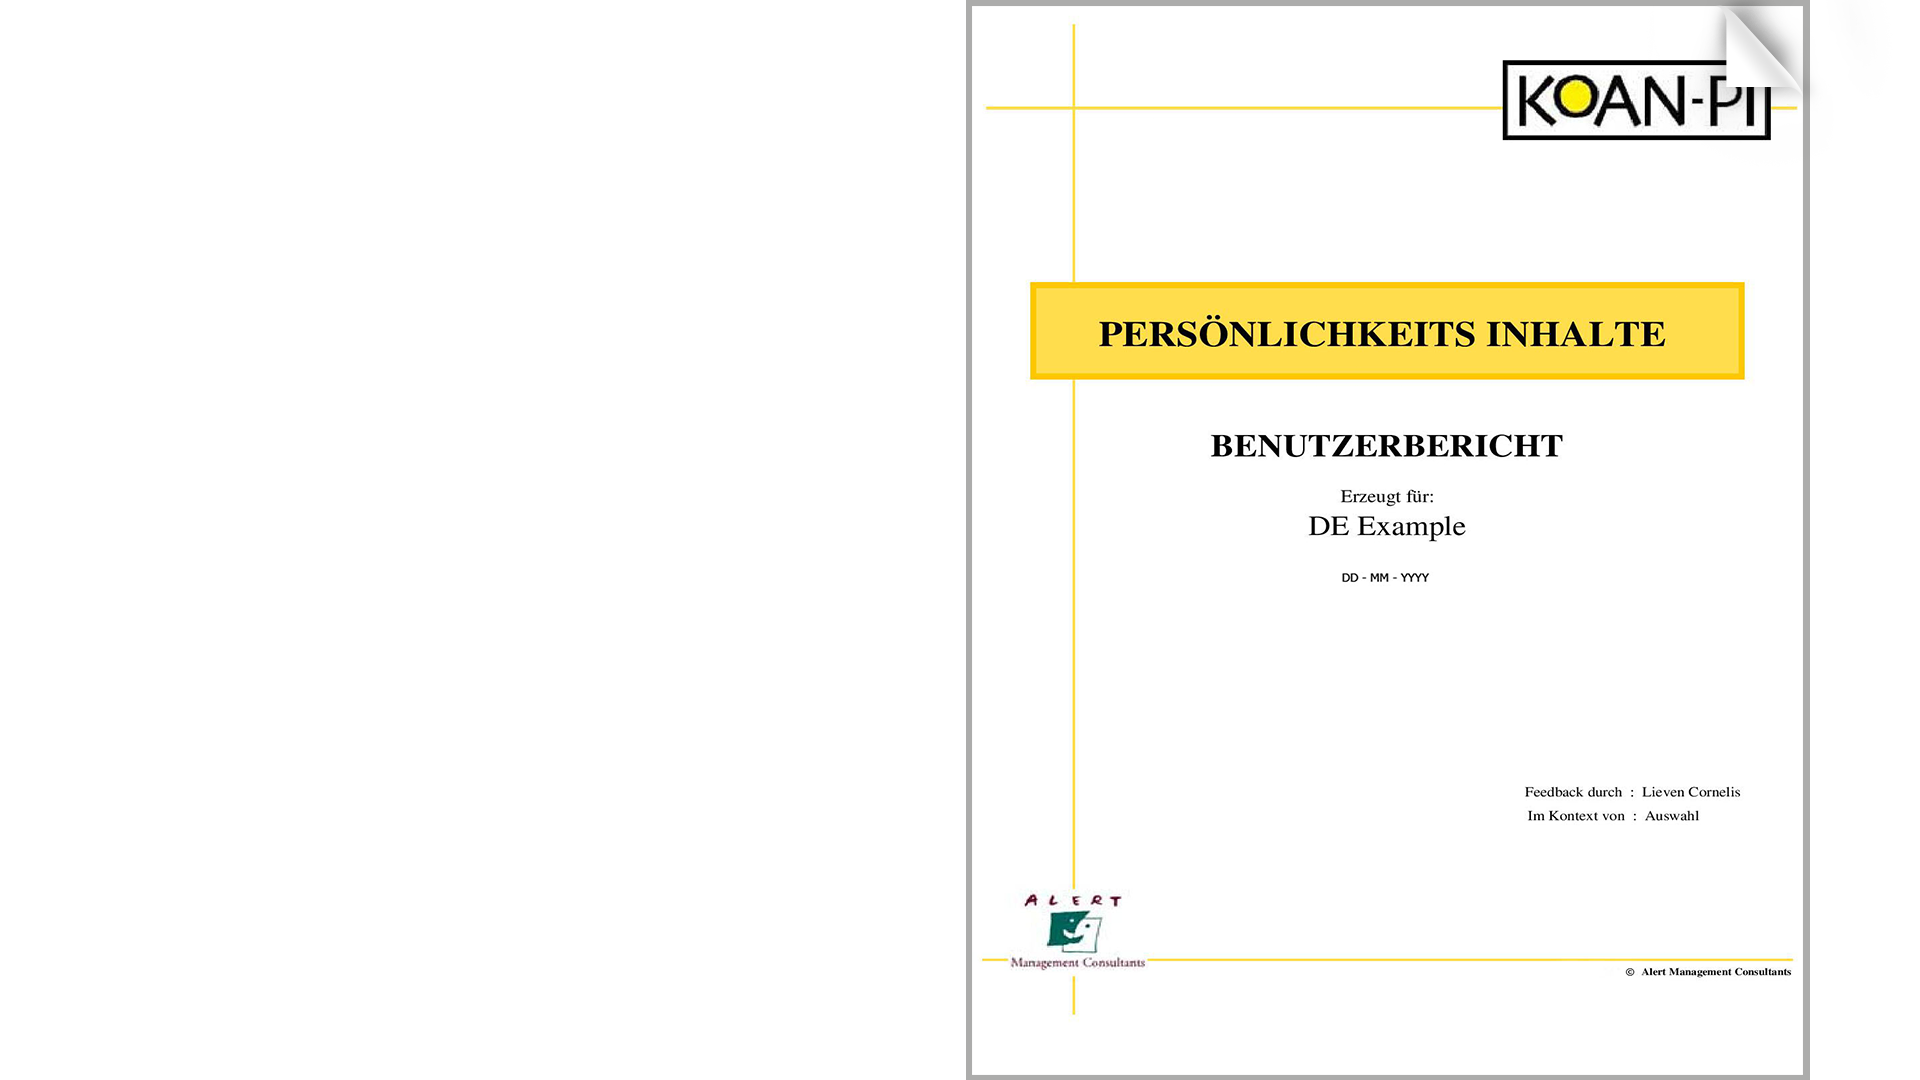 KOAN-PI
PERSÖNLICHKEITS INHALTE
BENUTZERBERICHT
Erzeugt für:
DE Example
DD - MM - YYYY
Feedback durch : Lieven Cornelis
Im Kontext von : Auswahl
ALERT
Management Consultants
© Alert Management Consultants